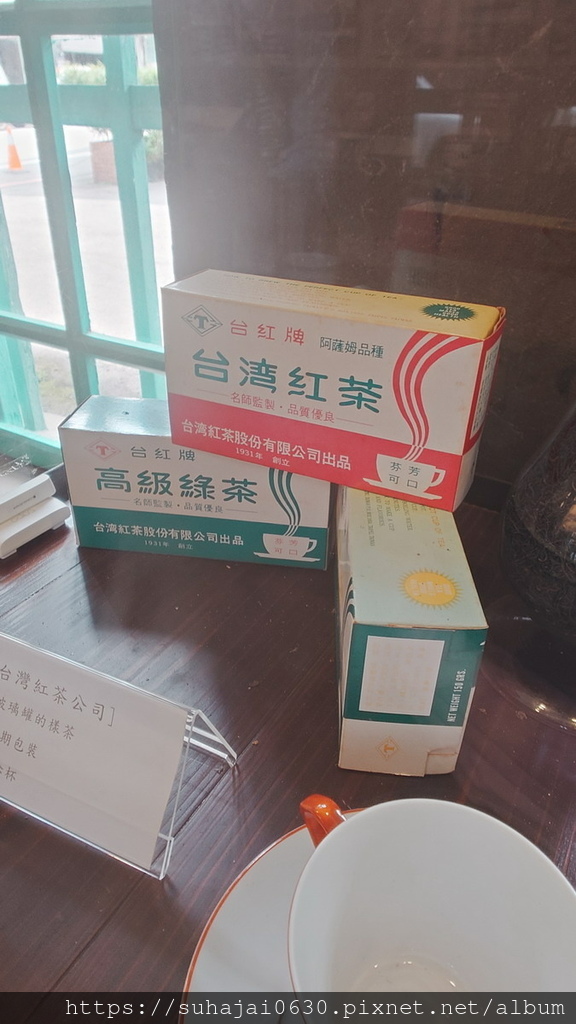 T
台红牌
阿薩姆品種
台湾红茶
名師監製・品質優良
台湾紅茶股份有限公司出品
1931年 創立
芬芳
可口
台红牌
高級綠茶
名師監製・品質優良
台湾紅茶股份有限公司出品
1931年 創立
芬芳
可口
NET WEIGHT 150 GRS.
T
台灣紅茶公司]
玻璃罐的樣茶
期包裝
杯
https://suhajai0630.pixnet.net/album